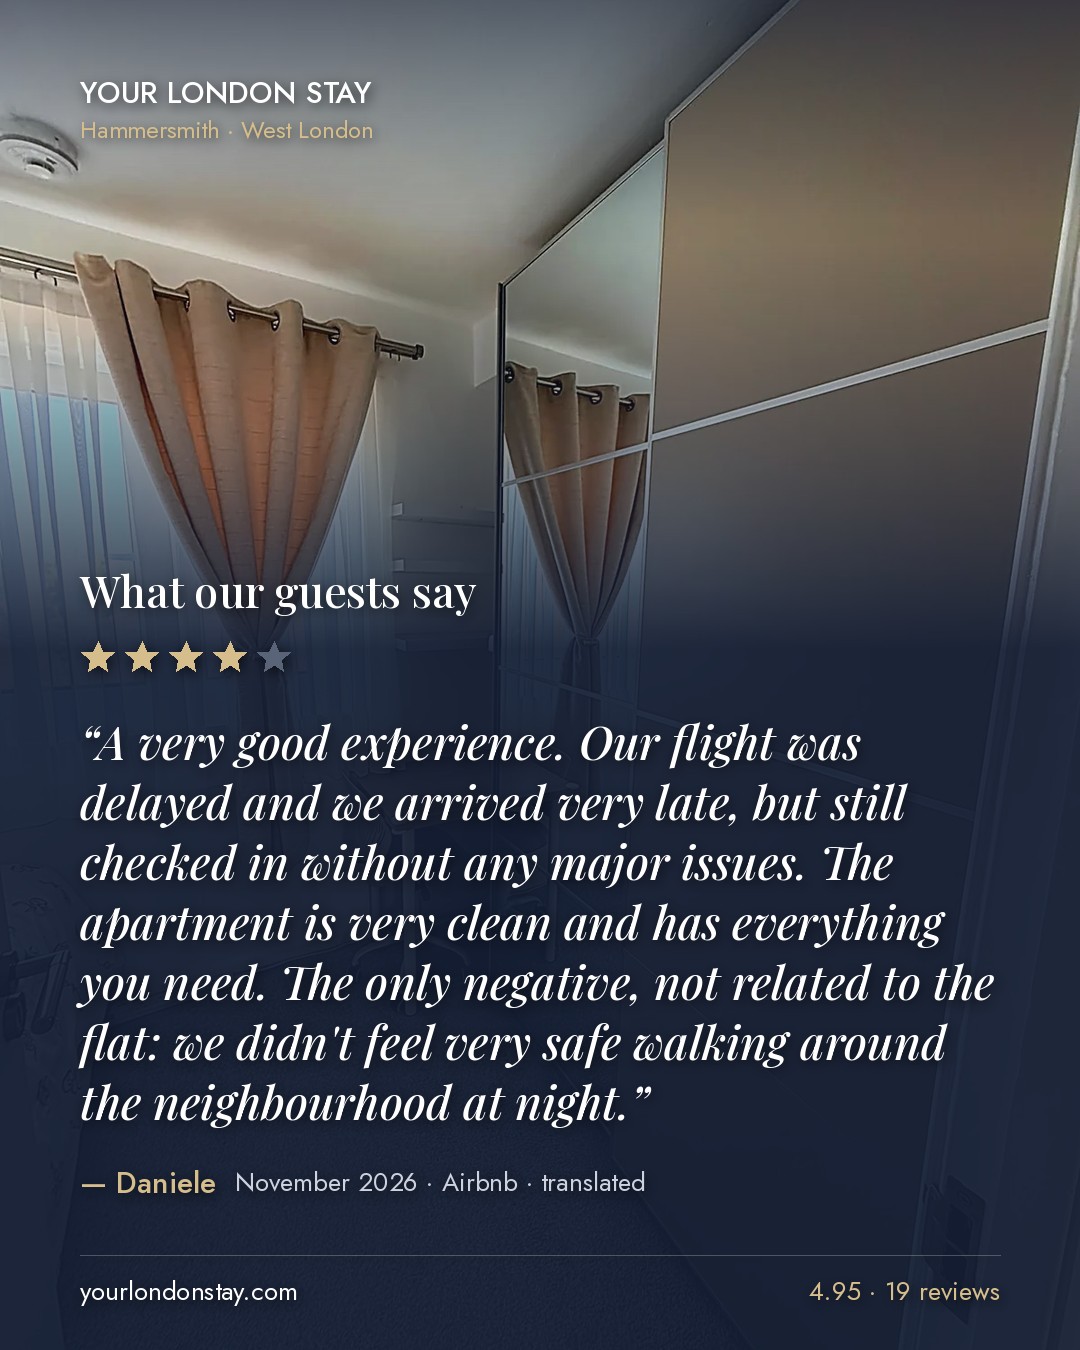 YOUR LONDON STAY
Hammersmith · West London
What our guests say
“A very good experience. Our flight was
delayed and we arrived very late, but still
checked in without any major issues. The
apartment is very clean and has everything
you need. The only negative, not related to the
flat: we didn't feel very safe walking around
the neighbourhood at night.”
— Daniele November 2026 · Airbnb · translated
yourlondonstay.com
4.95 · 19 reviews